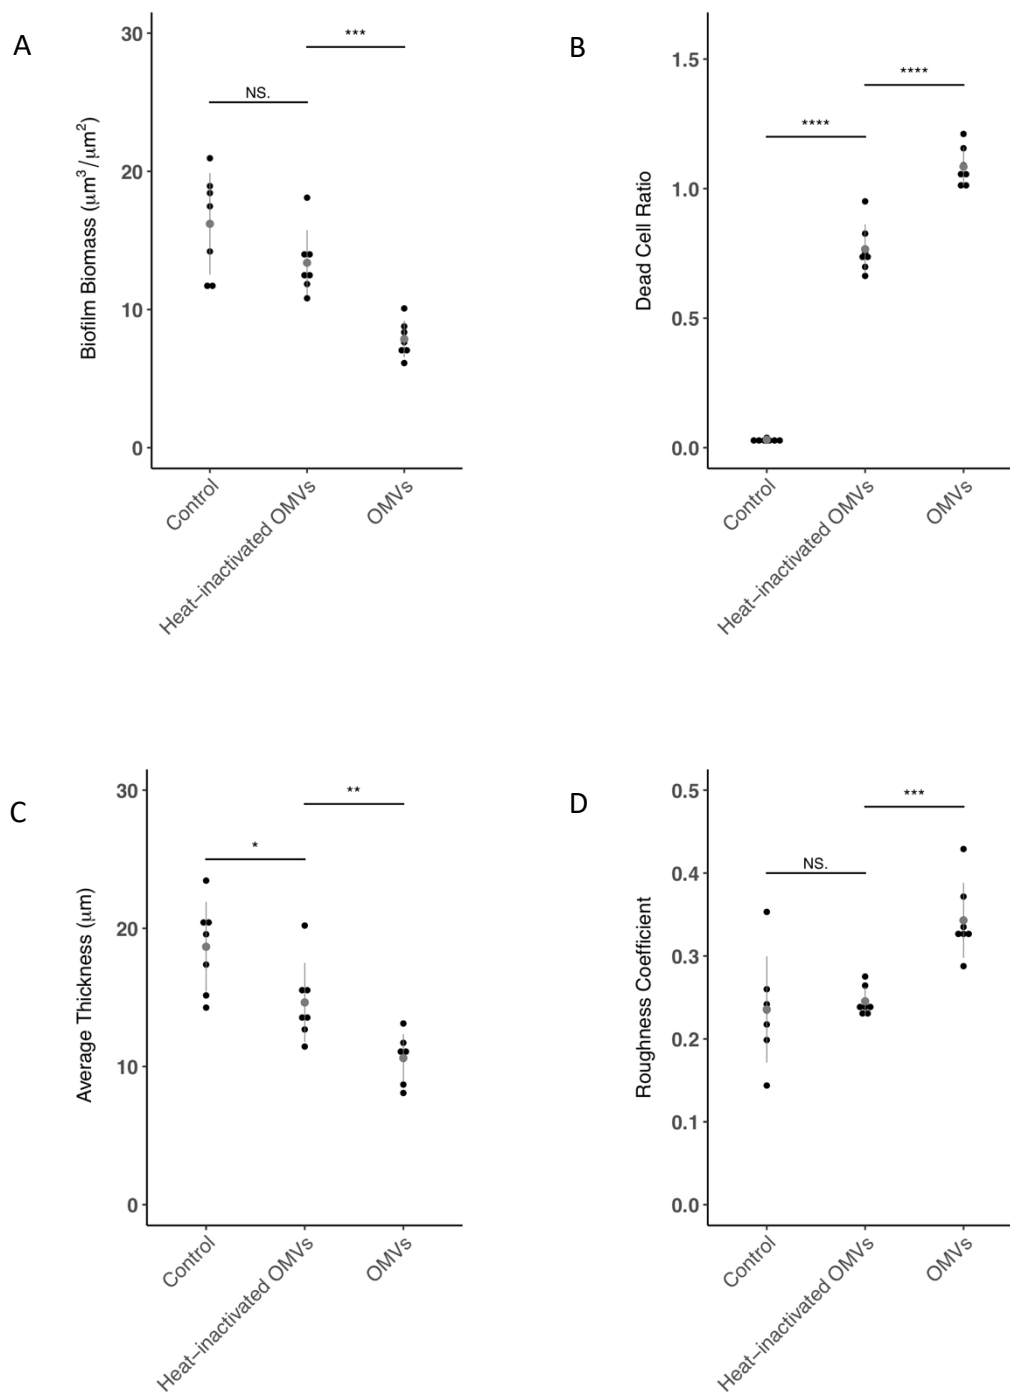 A
Biofilm Biomass (μm³/μm²)
30
20
10
0
NS.
***
Control
Heat−inactivated OMVs
OMVs
B
Dead Cell Ratio
1.5
1.0
0.5
0.0
****
****
Control
Heat−inactivated OMVs
OMVs
C
Average Thickness (μm)
30
20
10
0
*
**
Control
Heat−inactivated OMVs
OMVs
D
Roughness Coefficient
0.5
0.4
0.3
0.2
0.1
0.0
NS.
***
Control
Heat−inactivated OMVs
OMVs